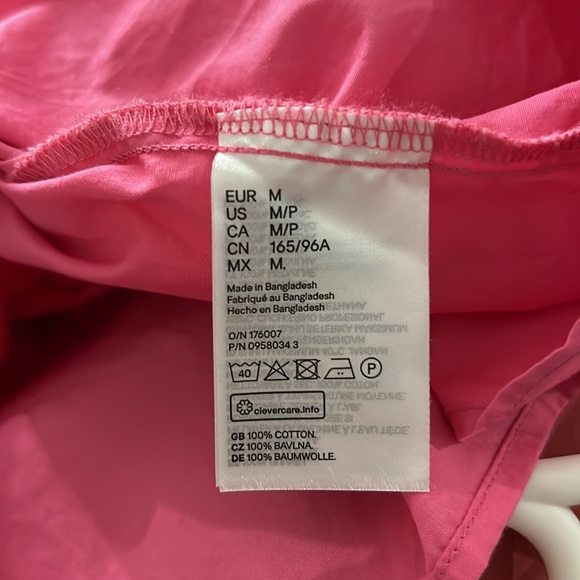 EUR M
US M/P
CA M/P
CN 165/96A
MX M.
Made in Bangladesh
Fabriqué au Bangladesh
Hecho en Bangladesh
O/N 176007
P/N 0958034 3
40 P
clevercare.info
GB 100% COTTON.
CZ 100% BAVLNA.
DE 100% BAUMWOLLE.